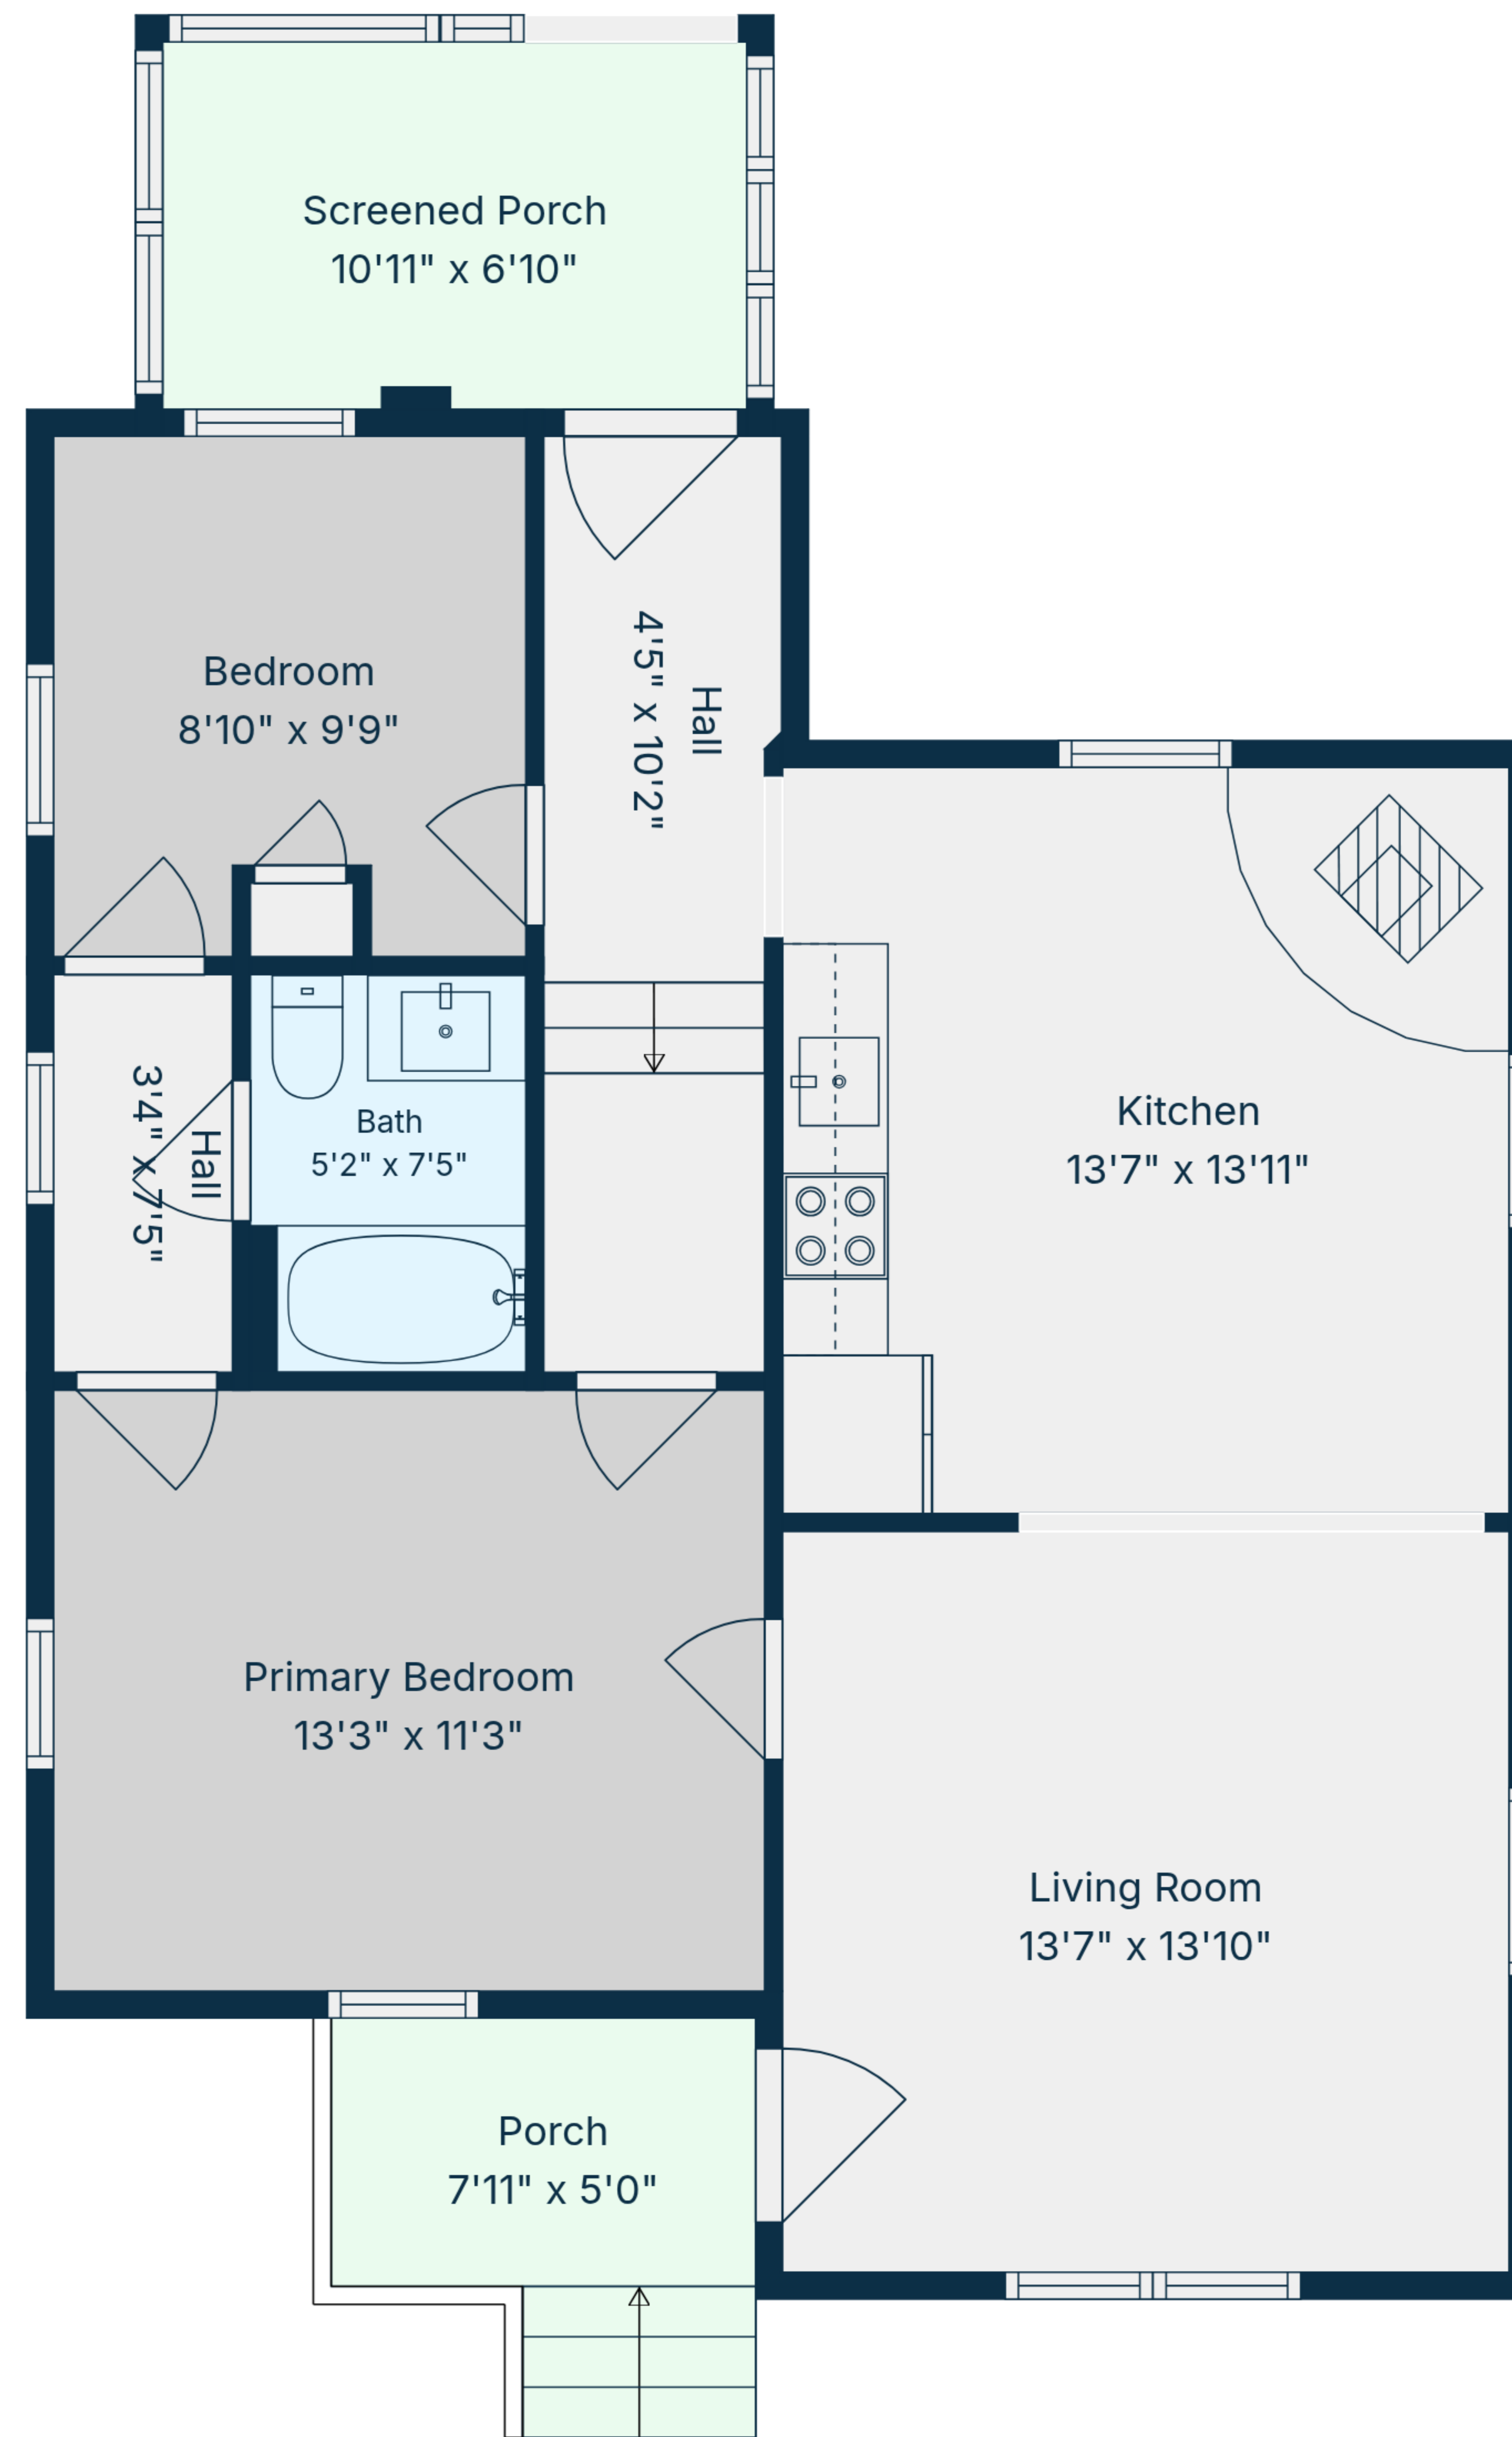 Screened Porch
10'11" x 6'10"
Bedroom
8'10" x 9'9"
Hall
4'5" x 10'2"
Kitchen
13'7" x 13'11"
Hall
3'4" x 7'5"
Bath
5'2" x 7'5"
Primary Bedroom
13'3" x 11'3"
Living Room
13'7" x 13'10"
Porch
7'11" x 5'0"